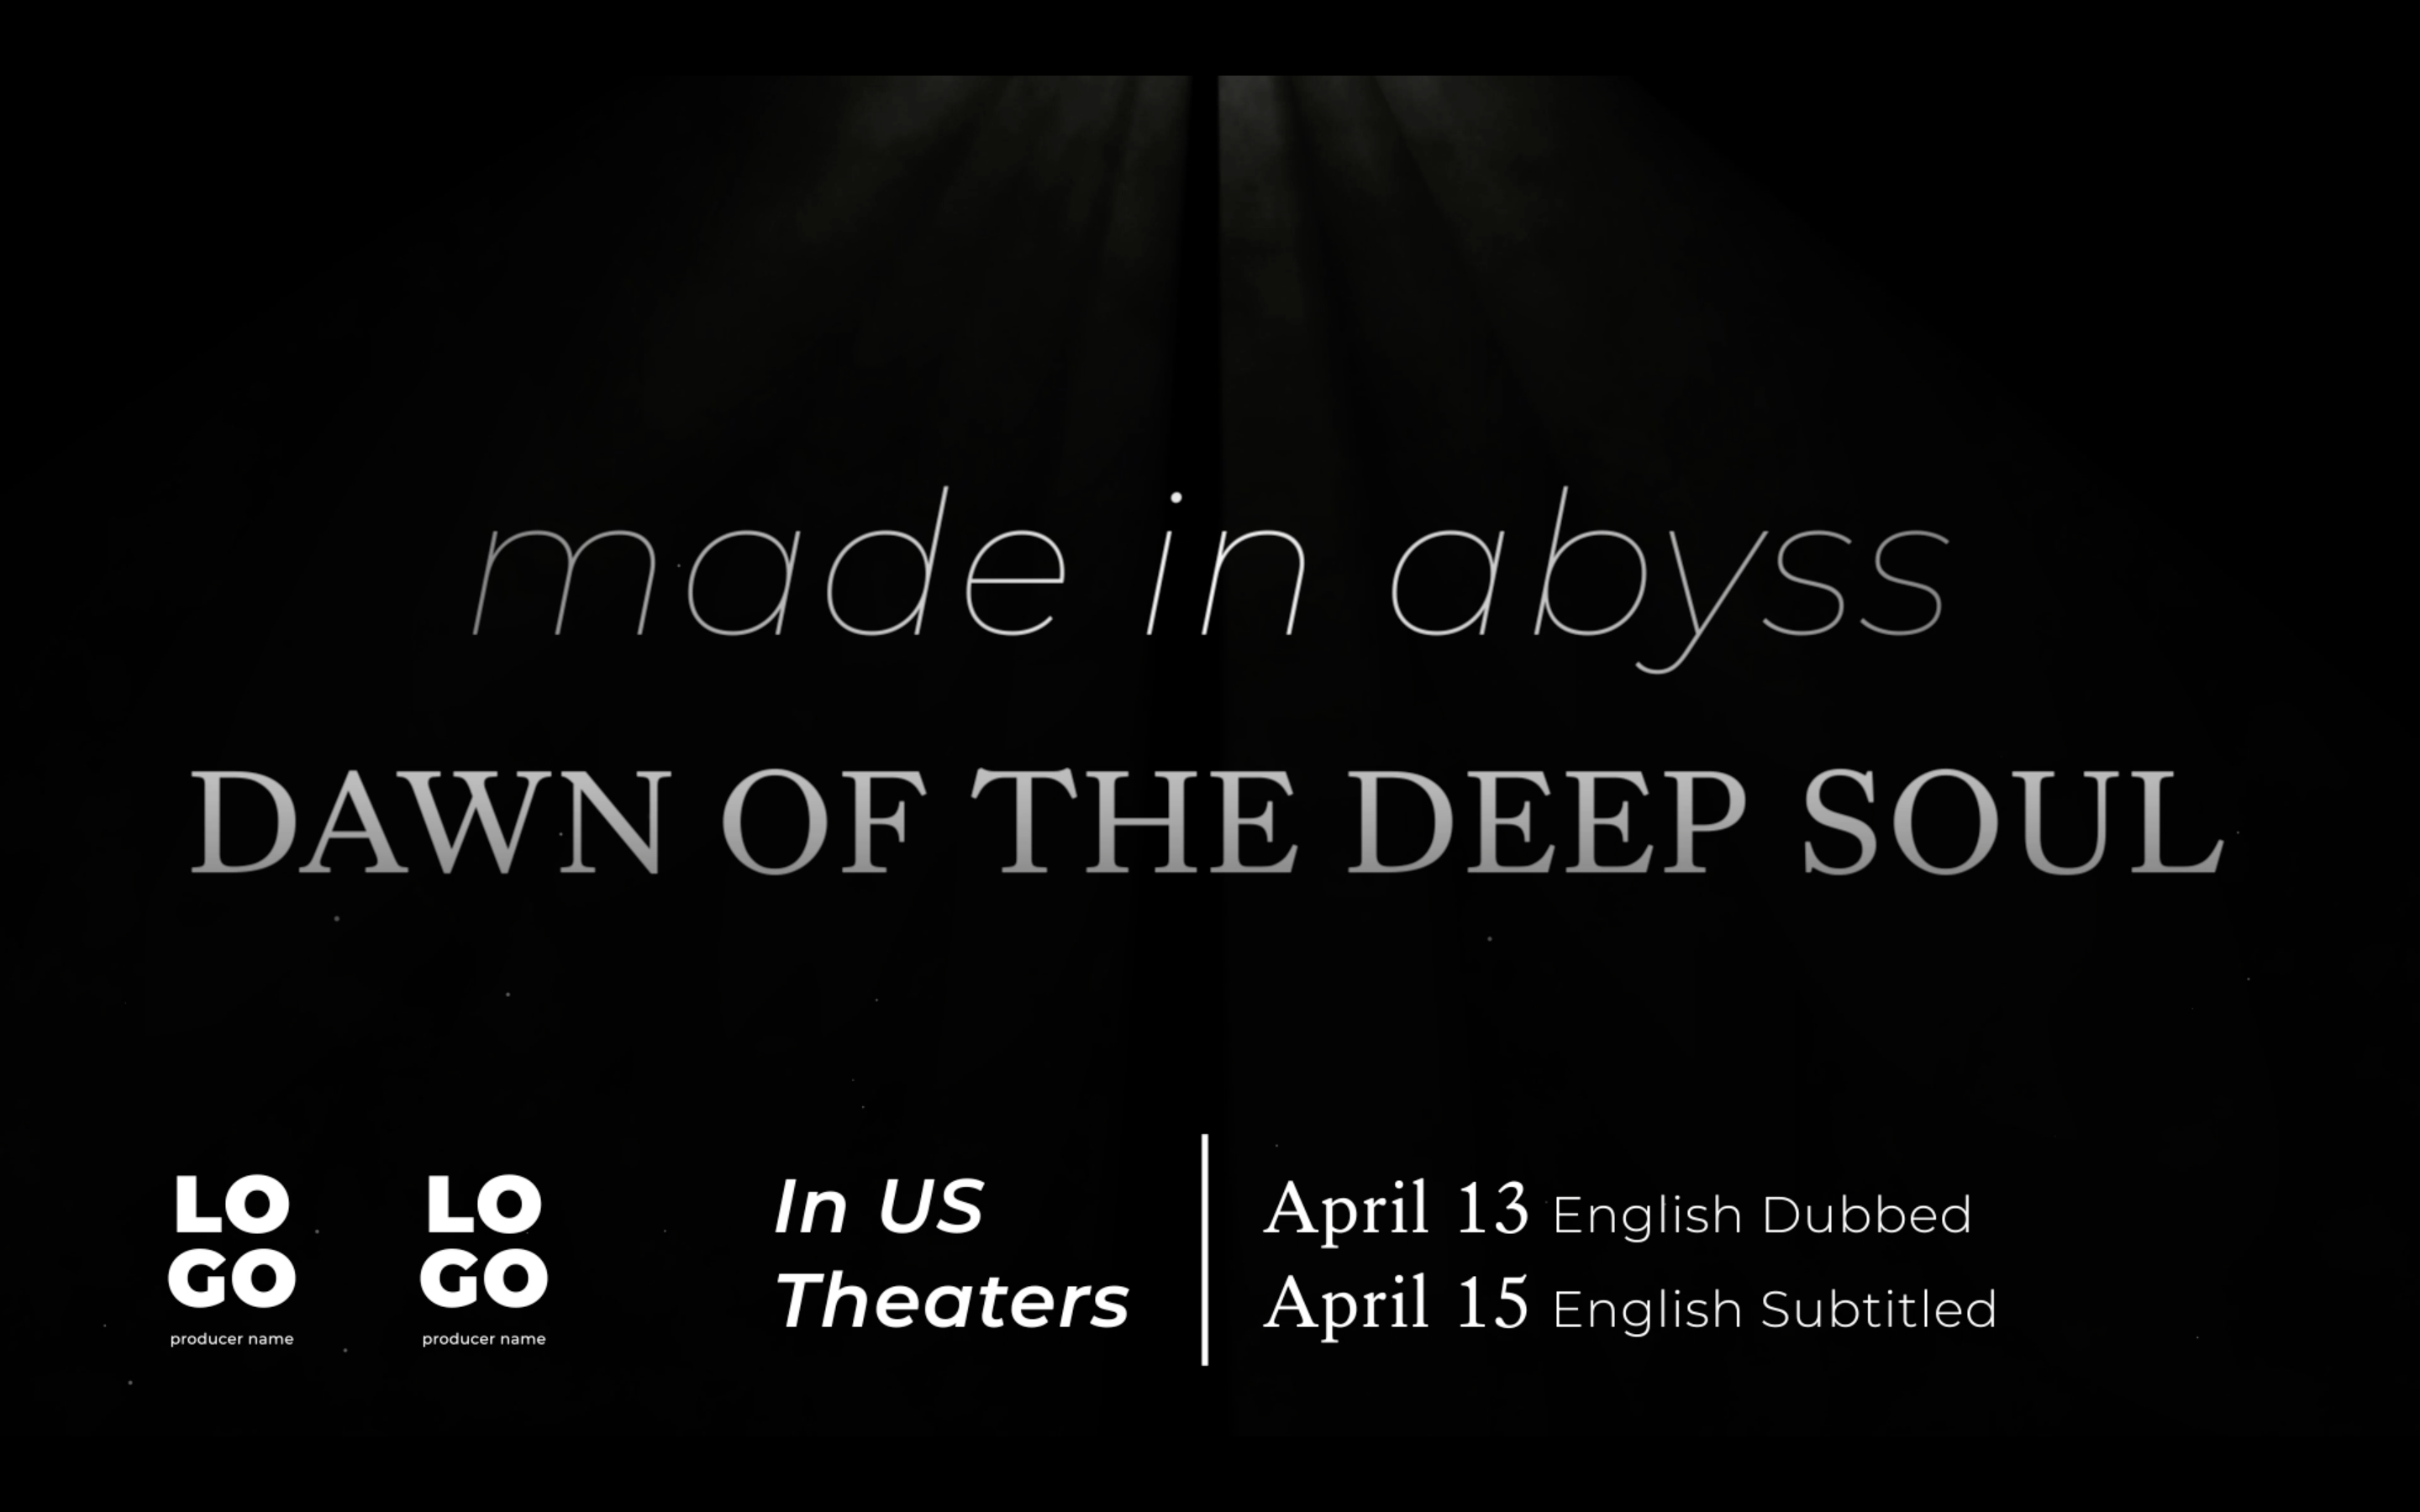 made in abyss
DAWN OF THE DEEP SOUL
LO
GO
producer name
LO
GO
producer name
In US
Theaters
April 13 English Dubbed
April 15 English Subtitled